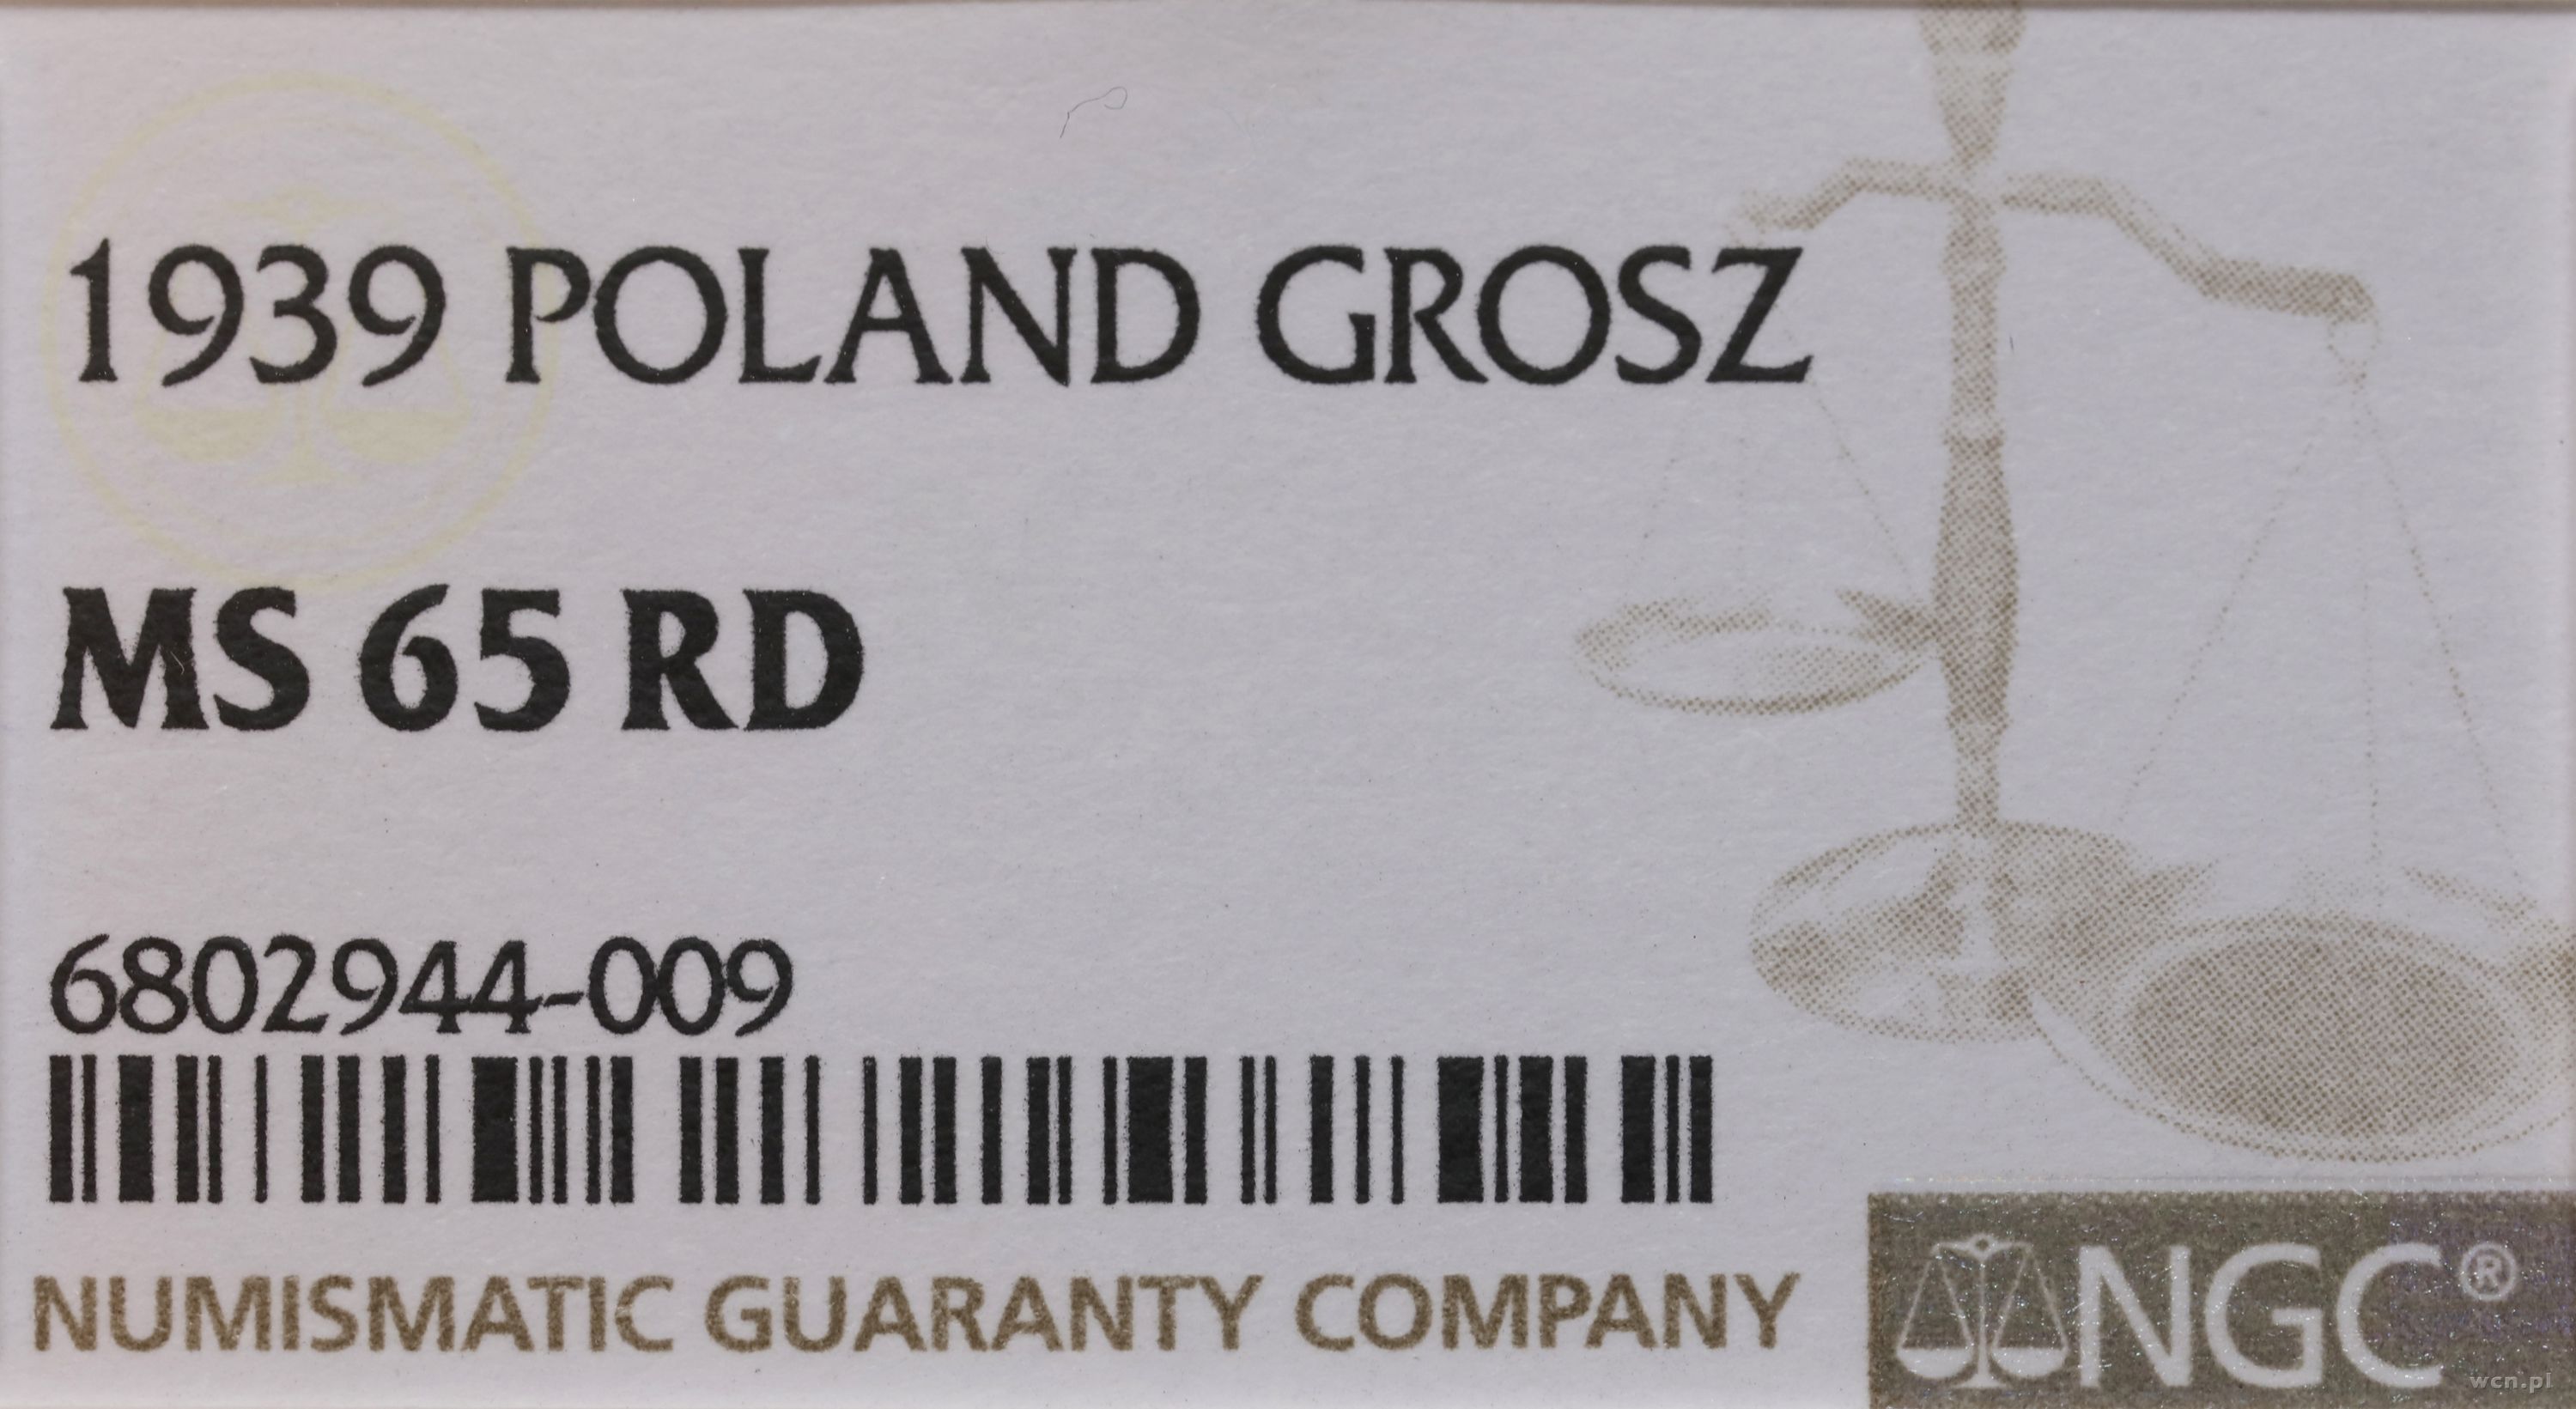 1939 POLAND GROSZ
MS 65 RD
6802944-009
NUMISMATIC GUARANTY COMPANY
NGC®
wcn.pl